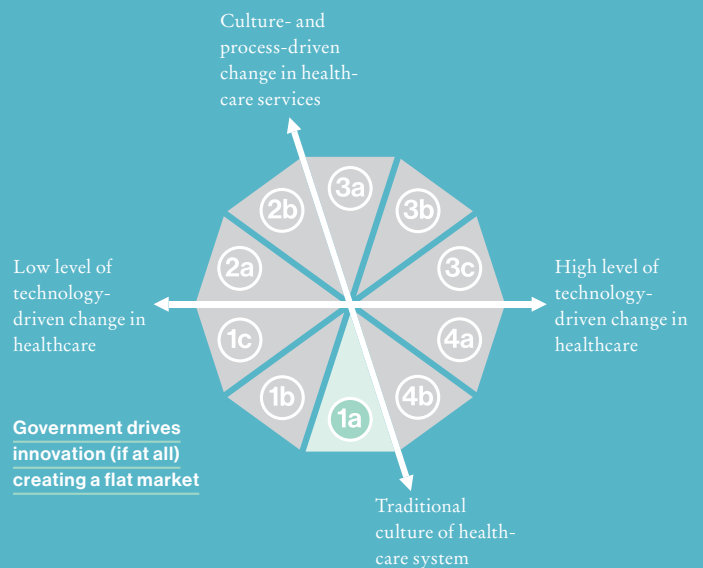 Culture- and
process-driven
change in health-
care services
3a
2b
3b
2a
3c
Low level of
technology-
driven change in
healthcare
High level of
technology-
driven change in
healthcare
1c
4a
1b
4b
1a
Government drives
innovation (if at all)
creating a flat market
Traditional
culture of health-
care system